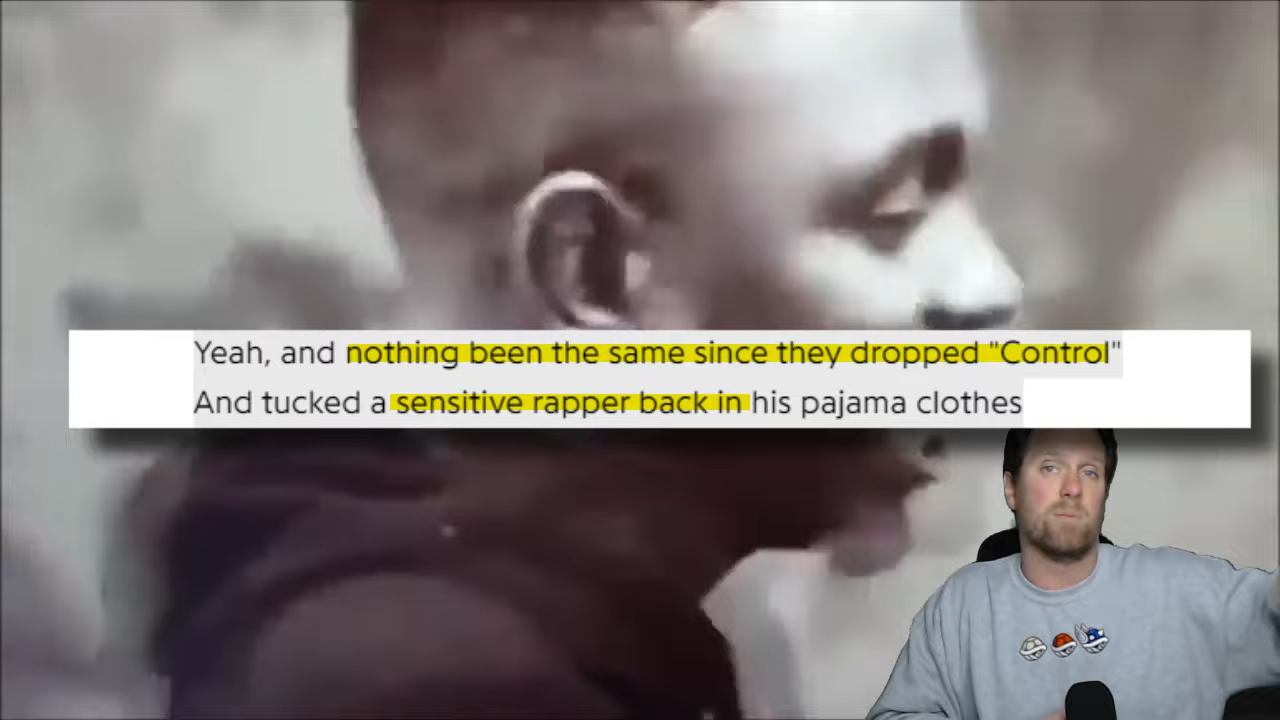 Yeah, and nothing been the same since they dropped "Control"
And tucked a sensitive rapper back in his pajama clothes